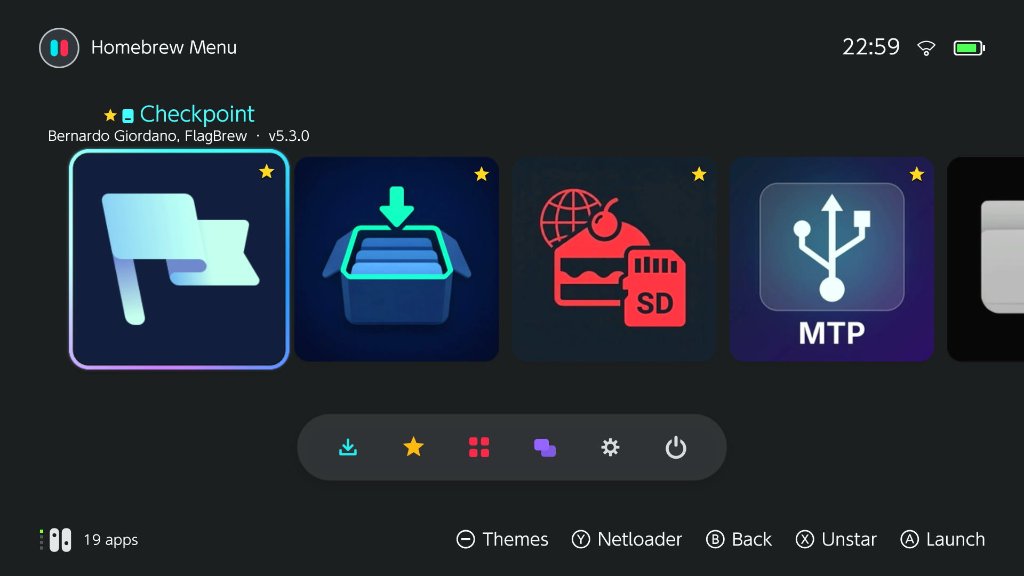 Homebrew Menu
22:59
Checkpoint
Bernardo Giordano, FlagBrew · v5.3.0
SD
MTP
19 apps
Themes
Y Netloader
B Back
X Unstar
A Launch